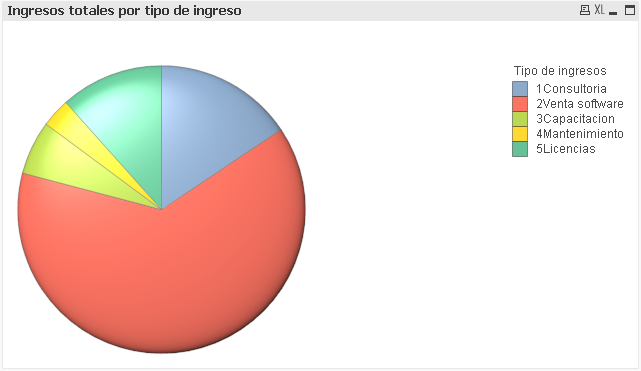 Ingresos totales por tipo de ingreso
XL
Tipo de ingresos
1Consultoria
2Venta software
3Capacitacion
4Mantenimiento
5Licencias